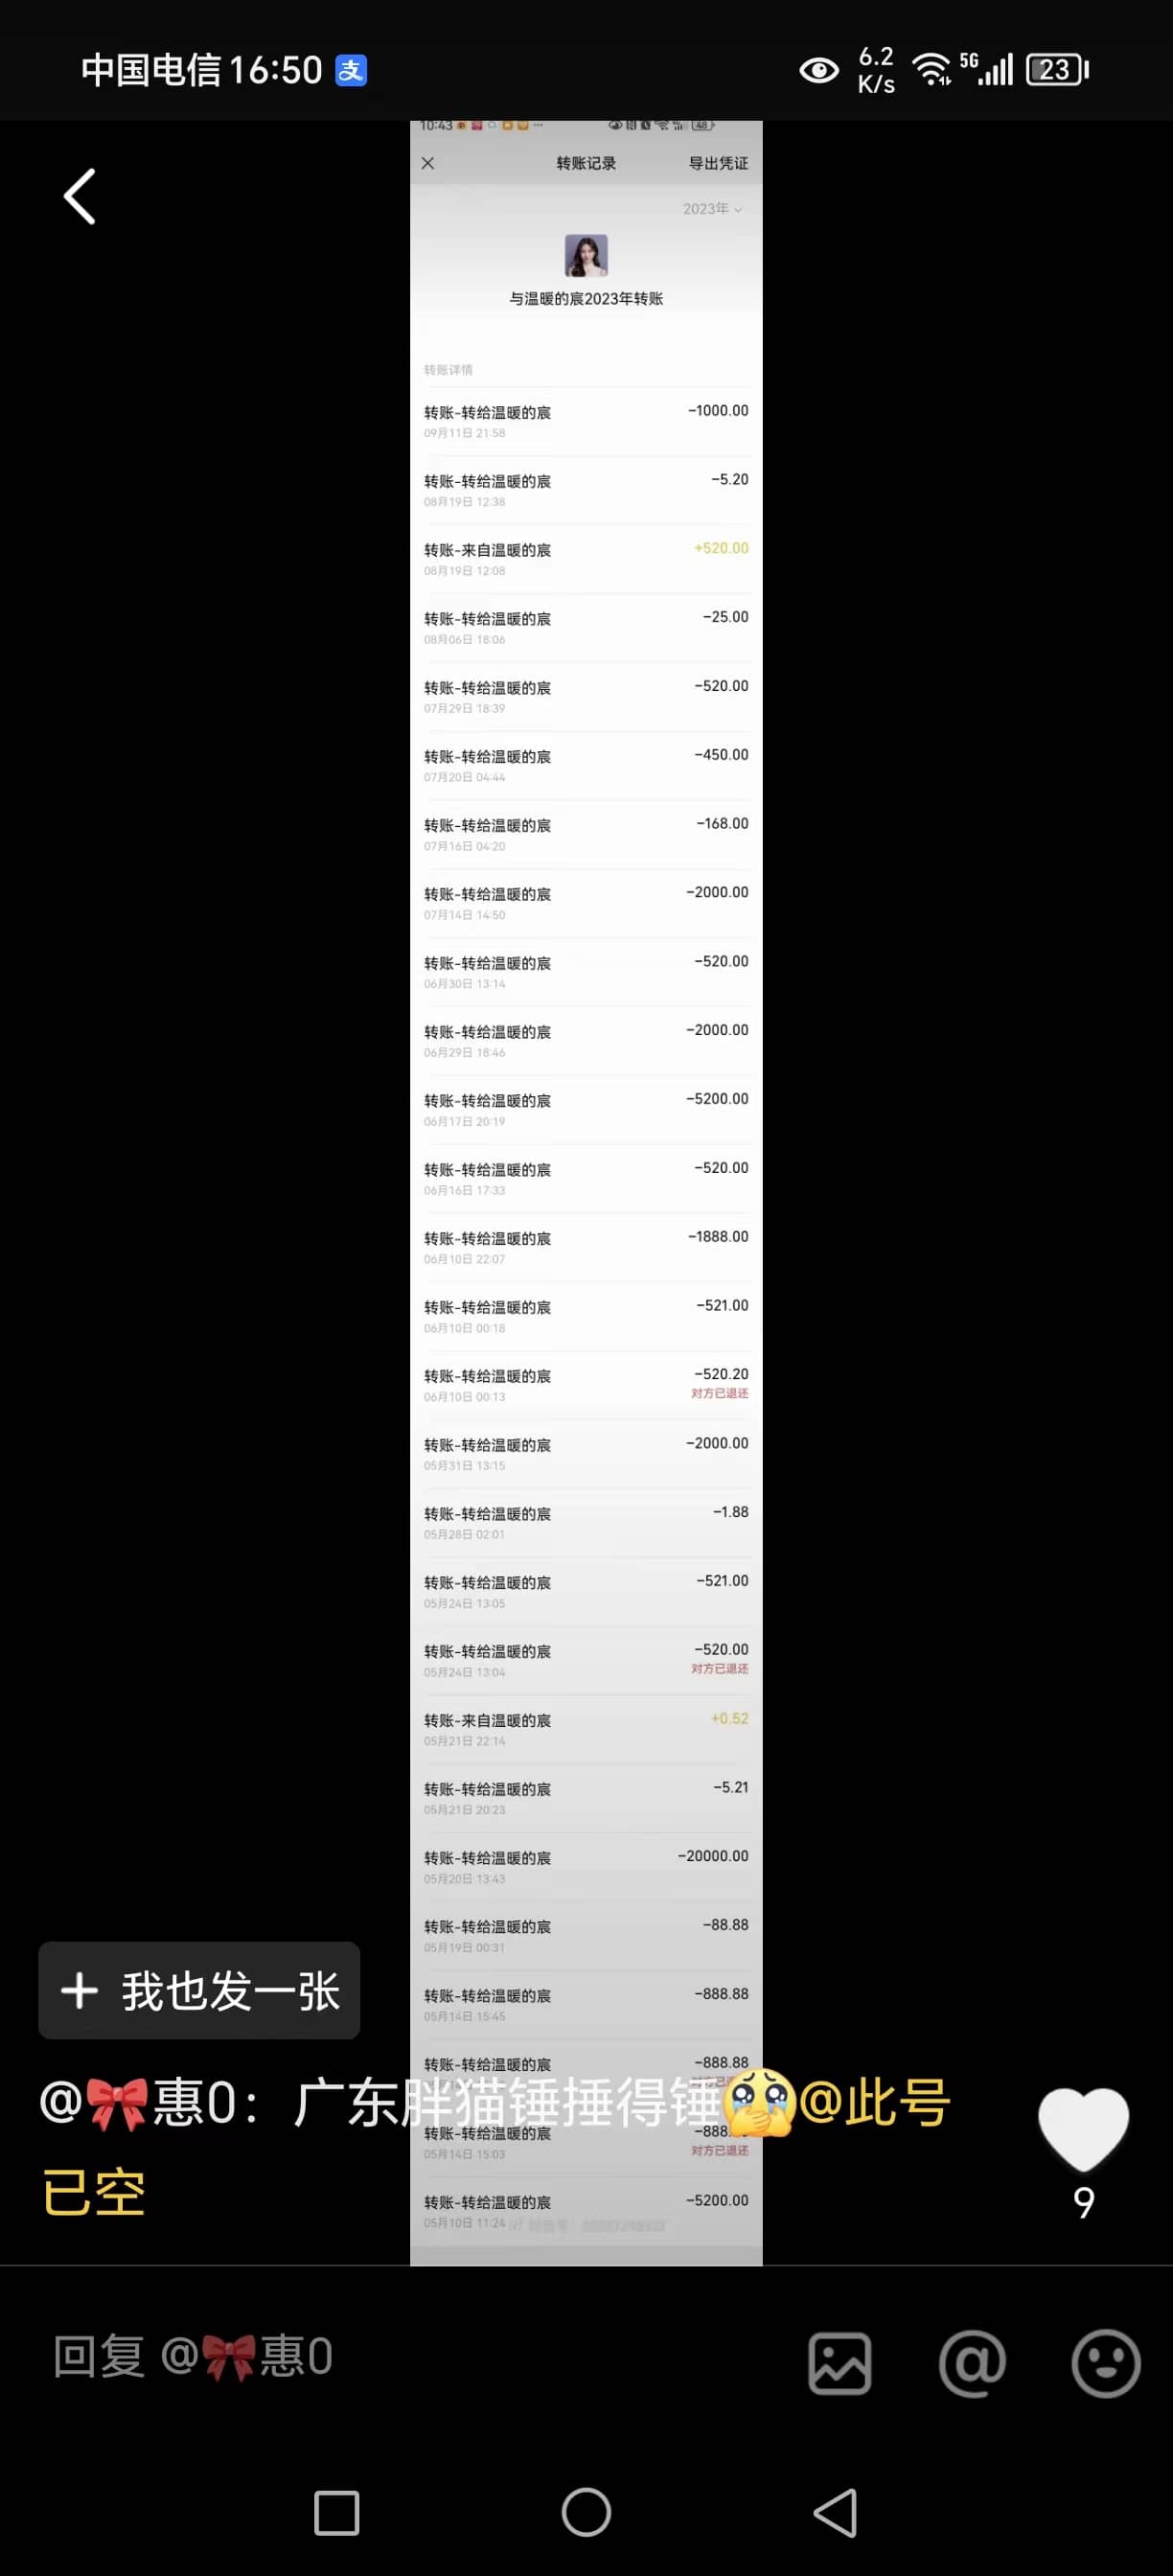 中国电信 16:50 支
6.2 K/s 5G 23
10:43
48
转账记录 导出凭证
2023年
与温暖的宸2023年转账
转账详情
转账-转给温暖的宸 -1000.00
09月11日 21:58
转账-转给温暖的宸 -5.20
08月19日 12:38
转账-来自温暖的宸 +520.00
08月19日 12:08
转账-转给温暖的宸 -25.00
08月06日 18:06
转账-转给温暖的宸 -520.00
07月29日 18:39
转账-转给温暖的宸 -450.00
07月20日 04:44
转账-转给温暖的宸 -168.00
07月16日 04:20
转账-转给温暖的宸 -2000.00
07月14日 14:50
转账-转给温暖的宸 -520.00
06月30日 13:14
转账-转给温暖的宸 -2000.00
06月29日 18:46
转账-转给温暖的宸 -5200.00
06月17日 20:19
转账-转给温暖的宸 -520.00
06月16日 17:33
转账-转给温暖的宸 -1888.00
06月10日 22:07
转账-转给温暖的宸 -521.00
06月10日 00:18
转账-转给温暖的宸 -520.20
06月10日 00:13 对方已退还
转账-转给温暖的宸 -2000.00
05月31日 13:15
转账-转给温暖的宸 -1.88
05月28日 02:01
转账-转给温暖的宸 -521.00
05月24日 13:05
转账-转给温暖的宸 -520.00
05月24日 13:04 对方已退还
转账-来自温暖的宸 +0.52
05月21日 22:14
转账-转给温暖的宸 -5.21
05月21日 20:23
转账-转给温暖的宸 -20000.00
05月20日 13:43
转账-转给温暖的宸 -88.88
05月19日 00:31
转账-转给温暖的宸 -888.88
05月14日 15:45
+ 我也发一张
转账-转给温暖的宸 -888.88
@🎀惠0：广东胖猫锤捶得锤🥹@此号
已空
转账-转给温暖的宸 -888.
05月14日 15:03 对方已退还
转账-转给温暖的宸 -5200.00
05月10日 11:24
9
回复 @🎀惠0